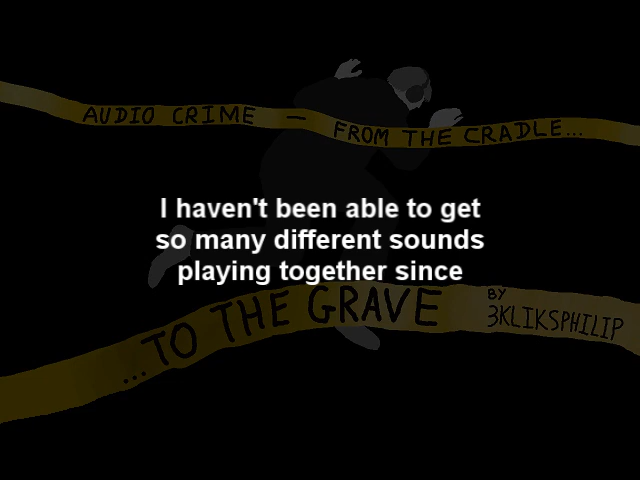 AUDIO CRIME – FROM THE CRADLE...
I haven't been able to get
so many different sounds
playing together since
...TO THE GRAVE
BY
3KLIKSPHILIP